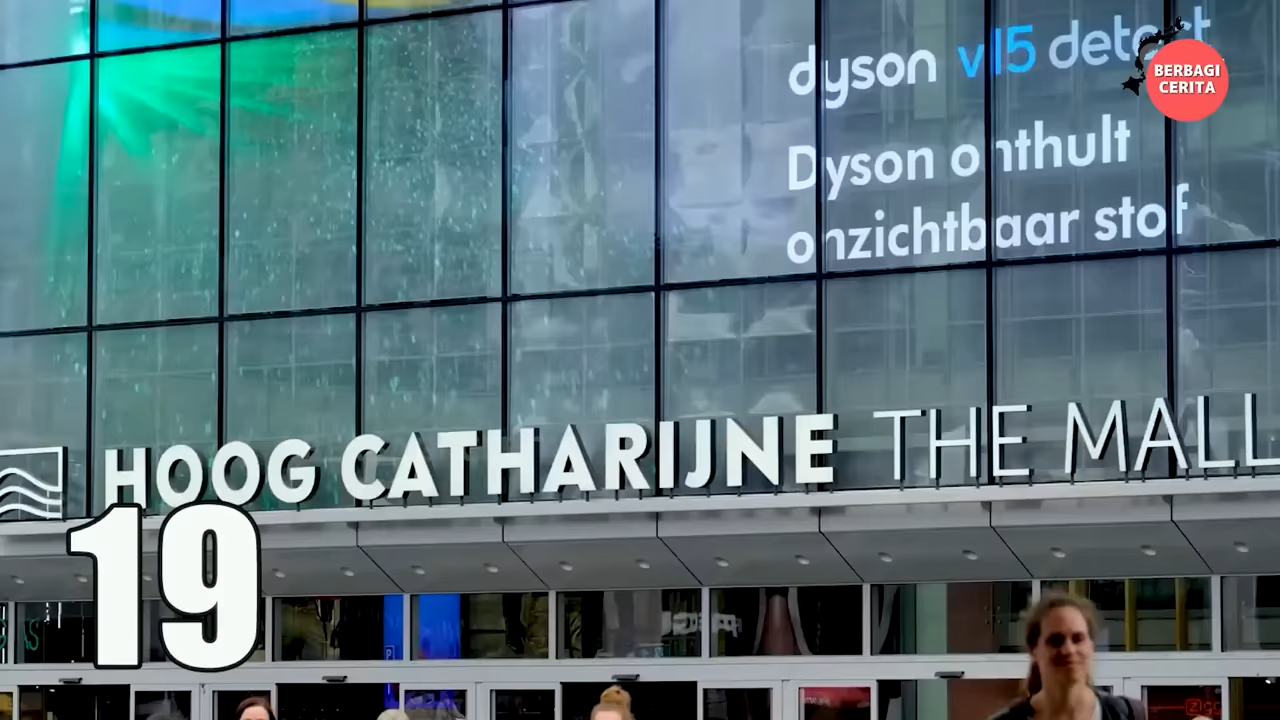 dyson v15 detect
BERBAGI
CERITA
Dyson onthult
onzichtbaar stof
HOOG CATHARIJNE THE MALL
19